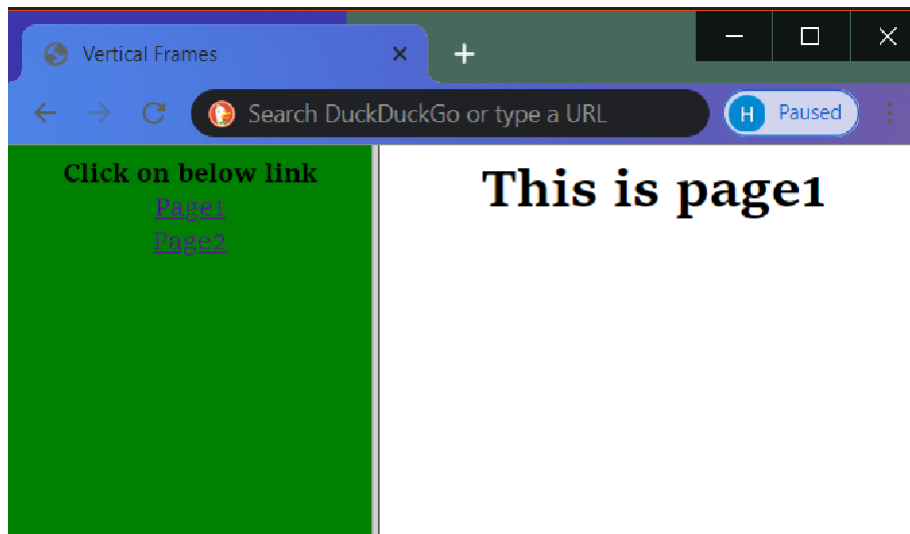 Vertical Frames
Search DuckDuckGo or type a URL
H Paused
Click on below link
Page1
Page2
This is page1